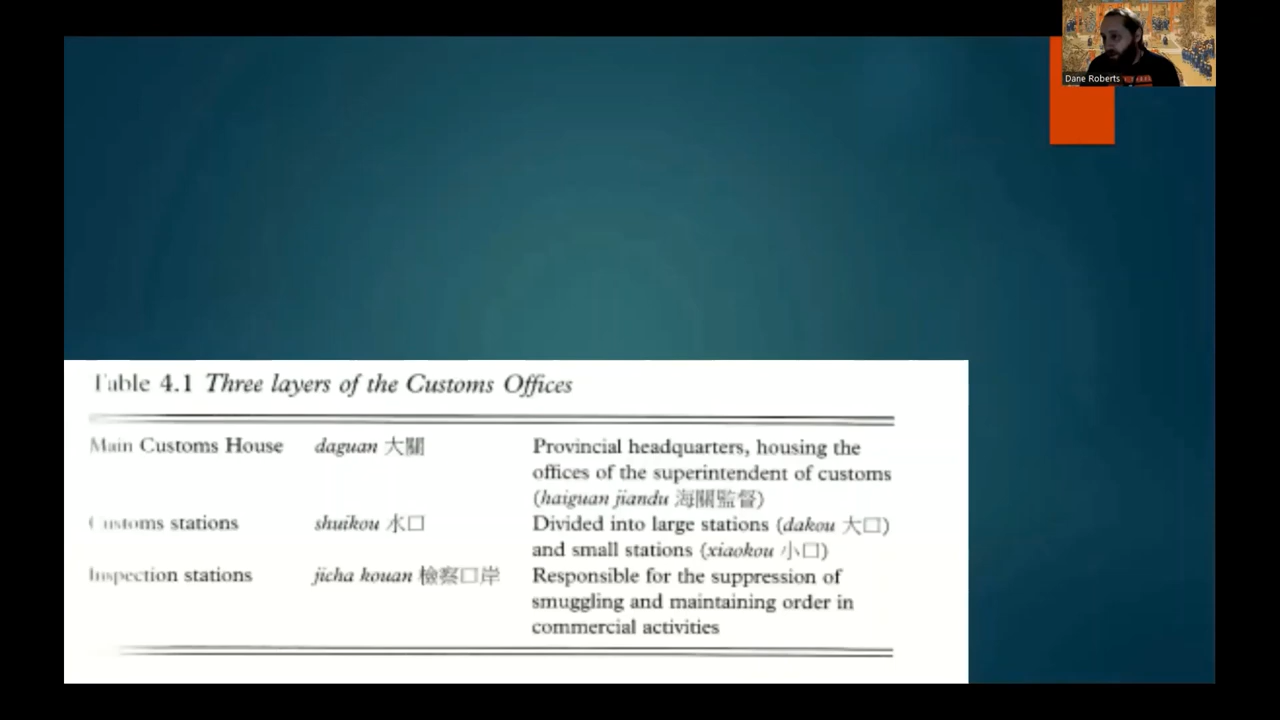 Dane Roberts
Table 4.1 Three layers of the Customs Offices
Main Customs House daguan 大關 Provincial headquarters, housing the
offices of the superintendent of customs
(haiguan jiandu 海關監督)
Customs stations shuikou 水口 Divided into large stations (dakou 大口)
and small stations (xiaokou 小口)
Inspection stations jicha kouan 檢察口岸 Responsible for the suppression of
smuggling and maintaining order in
commercial activities